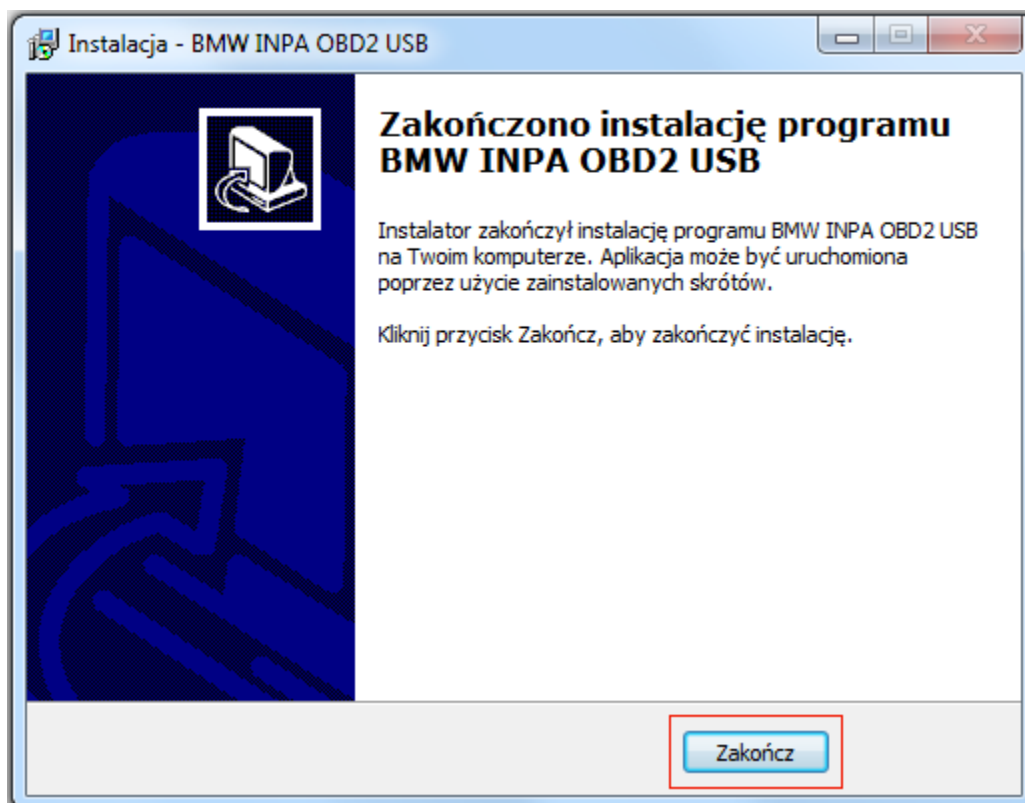 Instalacja - BMW INPA OBD2 USB
Zakończono instalację programu
BMW INPA OBD2 USB
Instalator zakończył instalację programu BMW INPA OBD2 USB
na Twoim komputerze. Aplikacja może być uruchomiona
poprzez użycie zainstalowanych skrótów.
Kliknij przycisk Zakończ, aby zakończyć instalację.
Zakończ